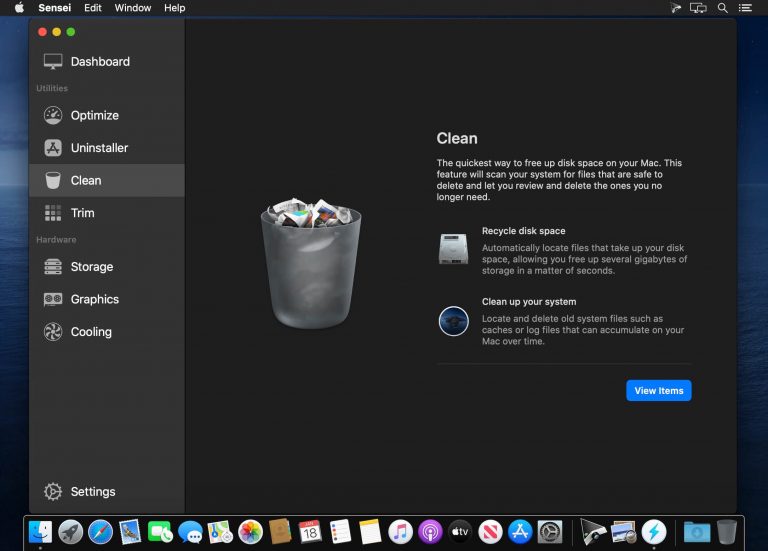 Sensei Edit Window Help
Dashboard
Utilities
Optimize
Uninstaller
Clean
Trim
Hardware
Storage
Graphics
Cooling
Settings
Clean
The quickest way to free up disk space on your Mac. This
feature will scan your system for files that are safe to
delete and let you review and delete the ones you no
longer need.
Recycle disk space
Automatically locate files that take up your disk
space, allowing you free up several gigabytes of
storage in a matter of seconds.
Clean up your system
Locate and delete old system files such as
caches or log files that can accumulate on your
Mac over time.
View Items
JAN
18
tv